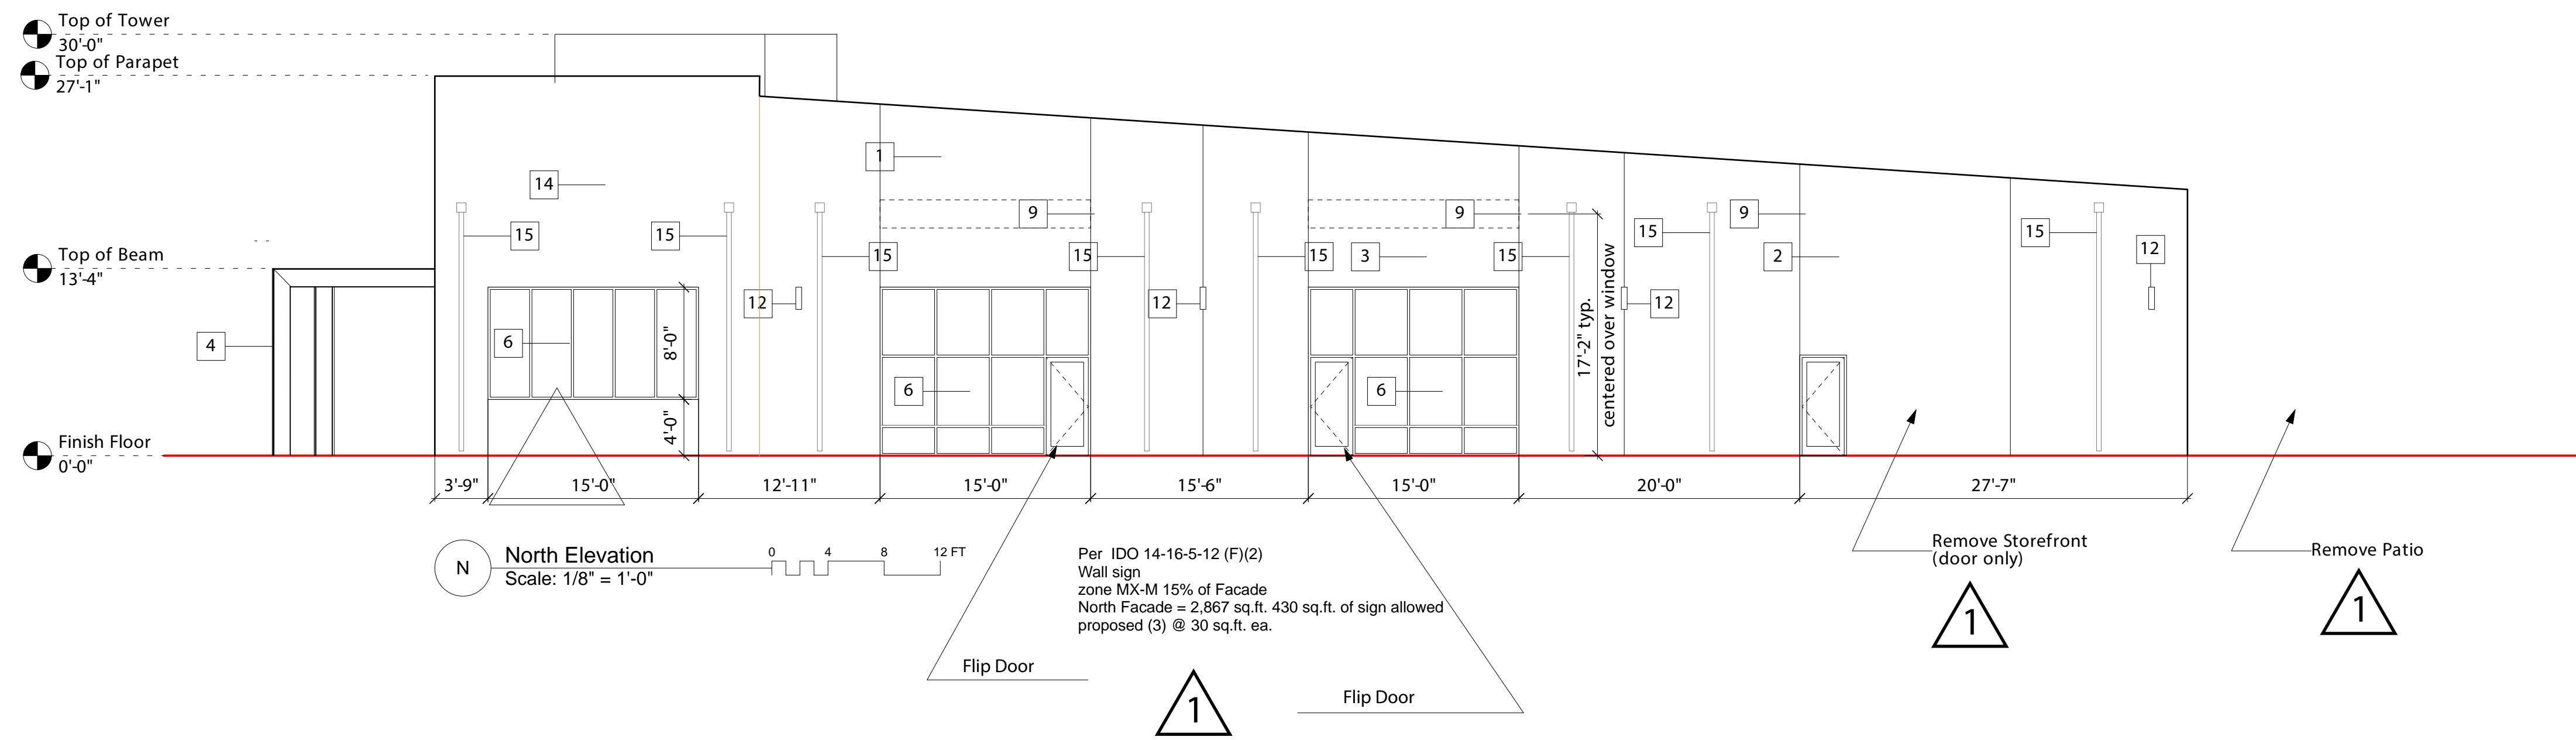 Top of Tower
30'-0"
Top of Parapet
27'-1"
1
14
9
9
9
15
15
15
15
15
15
15
15
15
3
2
12
Top of Beam
13'-4"
12
12
12
17'-2" typ.
centered over window
4
6
8'-0"
6
6
4'-0"
Finish Floor
0'-0"
3'-9"
15'-0"
12'-11"
15'-0"
15'-6"
15'-0"
20'-0"
27'-7"
N
North Elevation
Scale: 1/8" = 1'-0"
0 4 8 12 FT
Per IDO 14-16-5-12 (F)(2)
Wall sign
zone MX-M 15% of Facade
North Facade = 2,867 sq.ft. 430 sq.ft. of sign allowed
proposed (3) @ 30 sq.ft. ea.
Remove Storefront
(door only)
1
Remove Patio
1
Flip Door
1
Flip Door